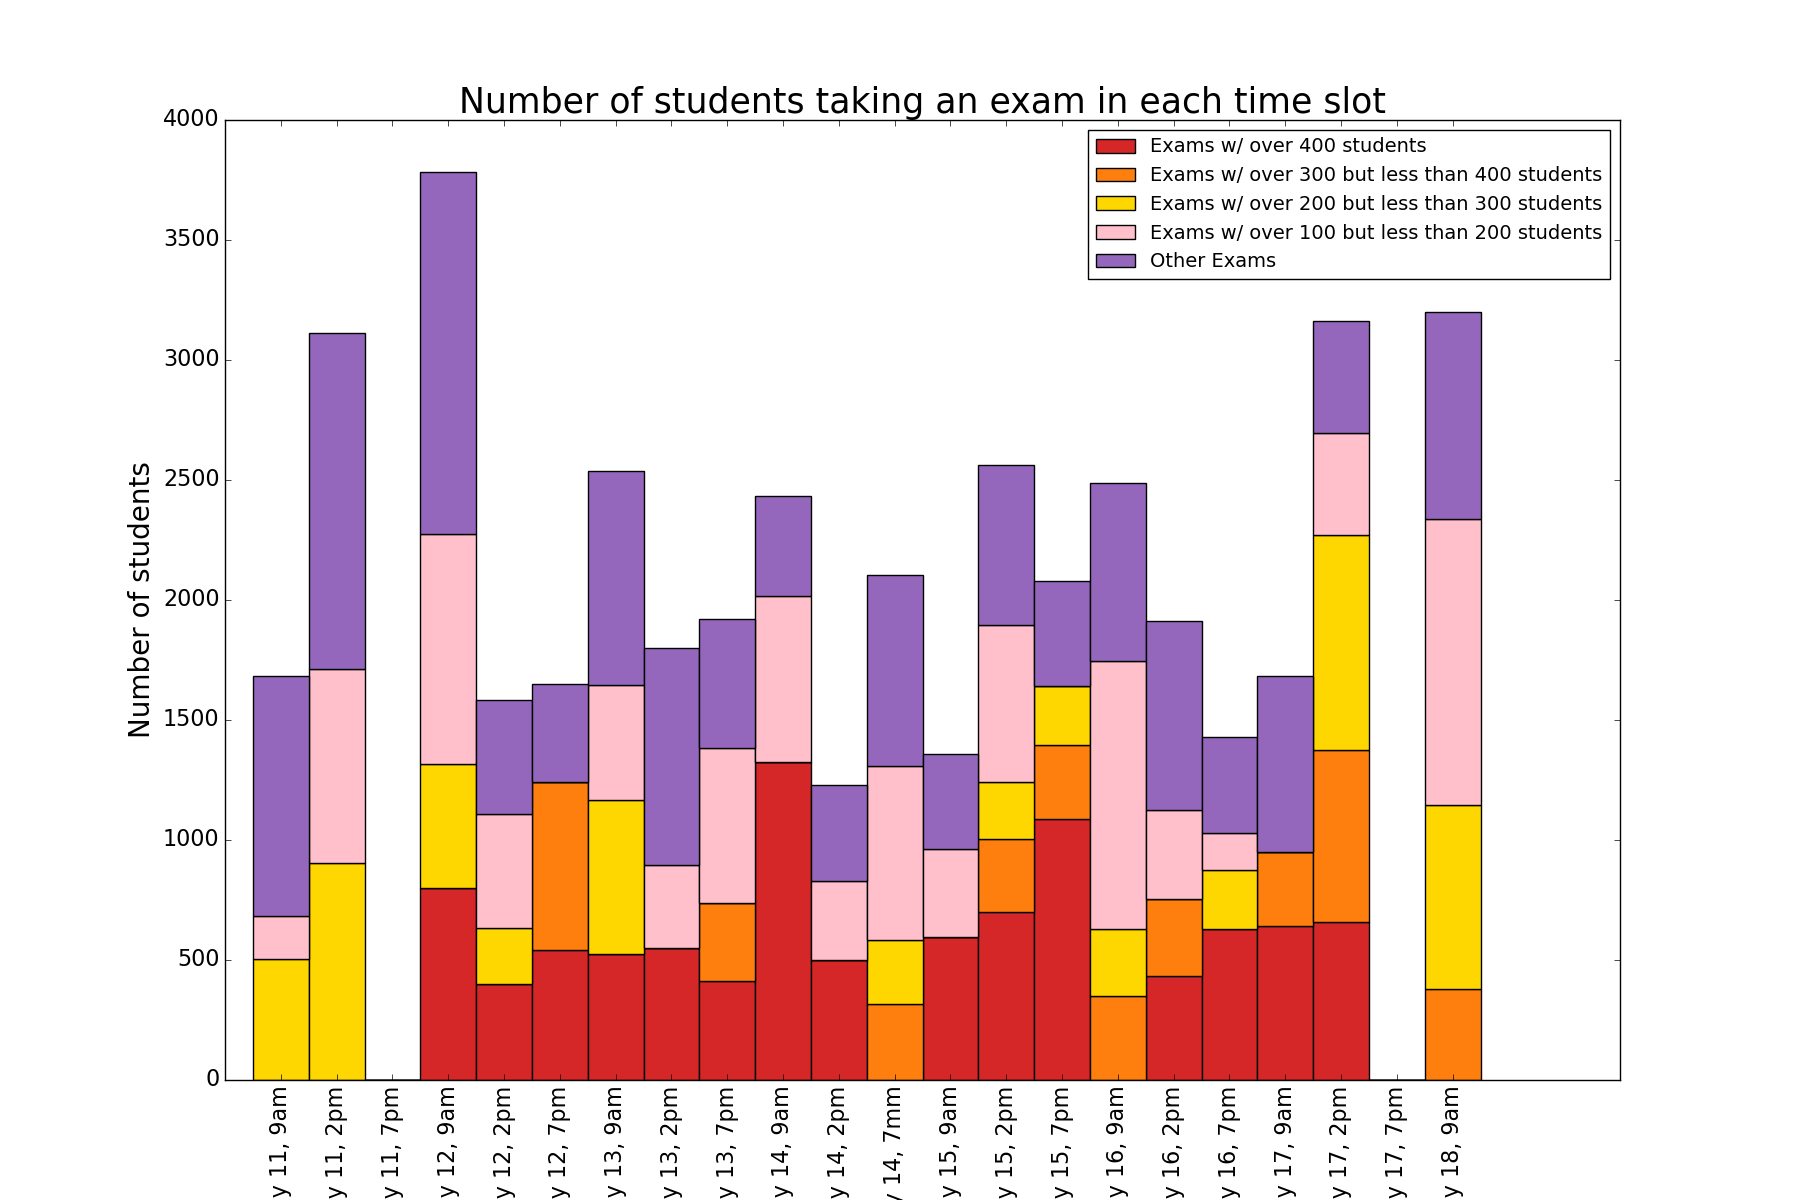 Number of students taking an exam in each time slot
Number of students
4000
3500
3000
2500
2000
1500
1000
500
0
Exams w/ over 400 students
Exams w/ over 300 but less than 400 students
Exams w/ over 200 but less than 300 students
Exams w/ over 100 but less than 200 students
Other Exams
y 11, 9am
y 11, 2pm
y 11, 7pm
y 12, 9am
y 12, 2pm
y 12, 7pm
y 13, 9am
y 13, 2pm
y 13, 7pm
y 14, 9am
y 14, 2pm
y 14, 7mm
y 15, 9am
y 15, 2pm
y 15, 7pm
y 16, 9am
y 16, 2pm
y 16, 7pm
y 17, 9am
y 17, 2pm
y 17, 7pm
y 18, 9am